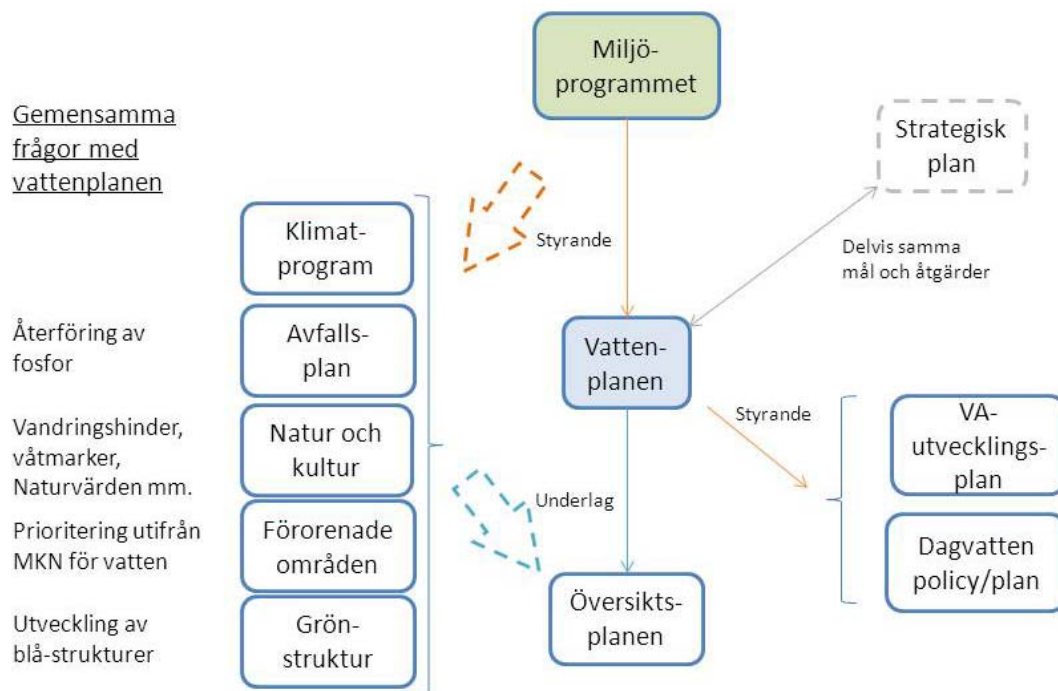 Miljö-
programmet
Gemensamma
frågor med
vattenplanen
Strategisk
plan
Klimat-
program
Styrande
Delvis samma
mål och åtgärder
Återföring av
fosfor
Avfalls-
plan
Vatten-
planen
Styrande
VA-
utvecklings-
plan
Vandringshinder,
våtmarker,
Naturvärden mm.
Natur och
kultur
Underlag
Prioritering utifrån
MKN för vatten
Förorenade
områden
Dagvatten
policy/plan
Översikts-
planen
Utveckling av
blå-strukturer
Grön-
struktur